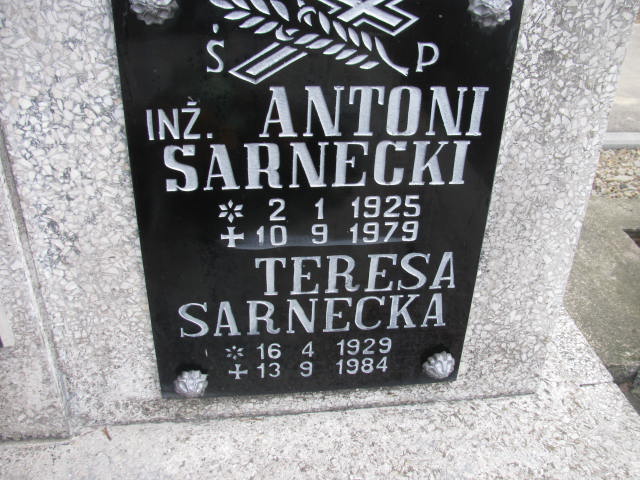 Ś P
INŻ. ANTONI
SARNECKI
* 2 1 1925
+ 10 9 1979
TERESA
SARNECKA
* 16 4 1929
+ 13 9 1984